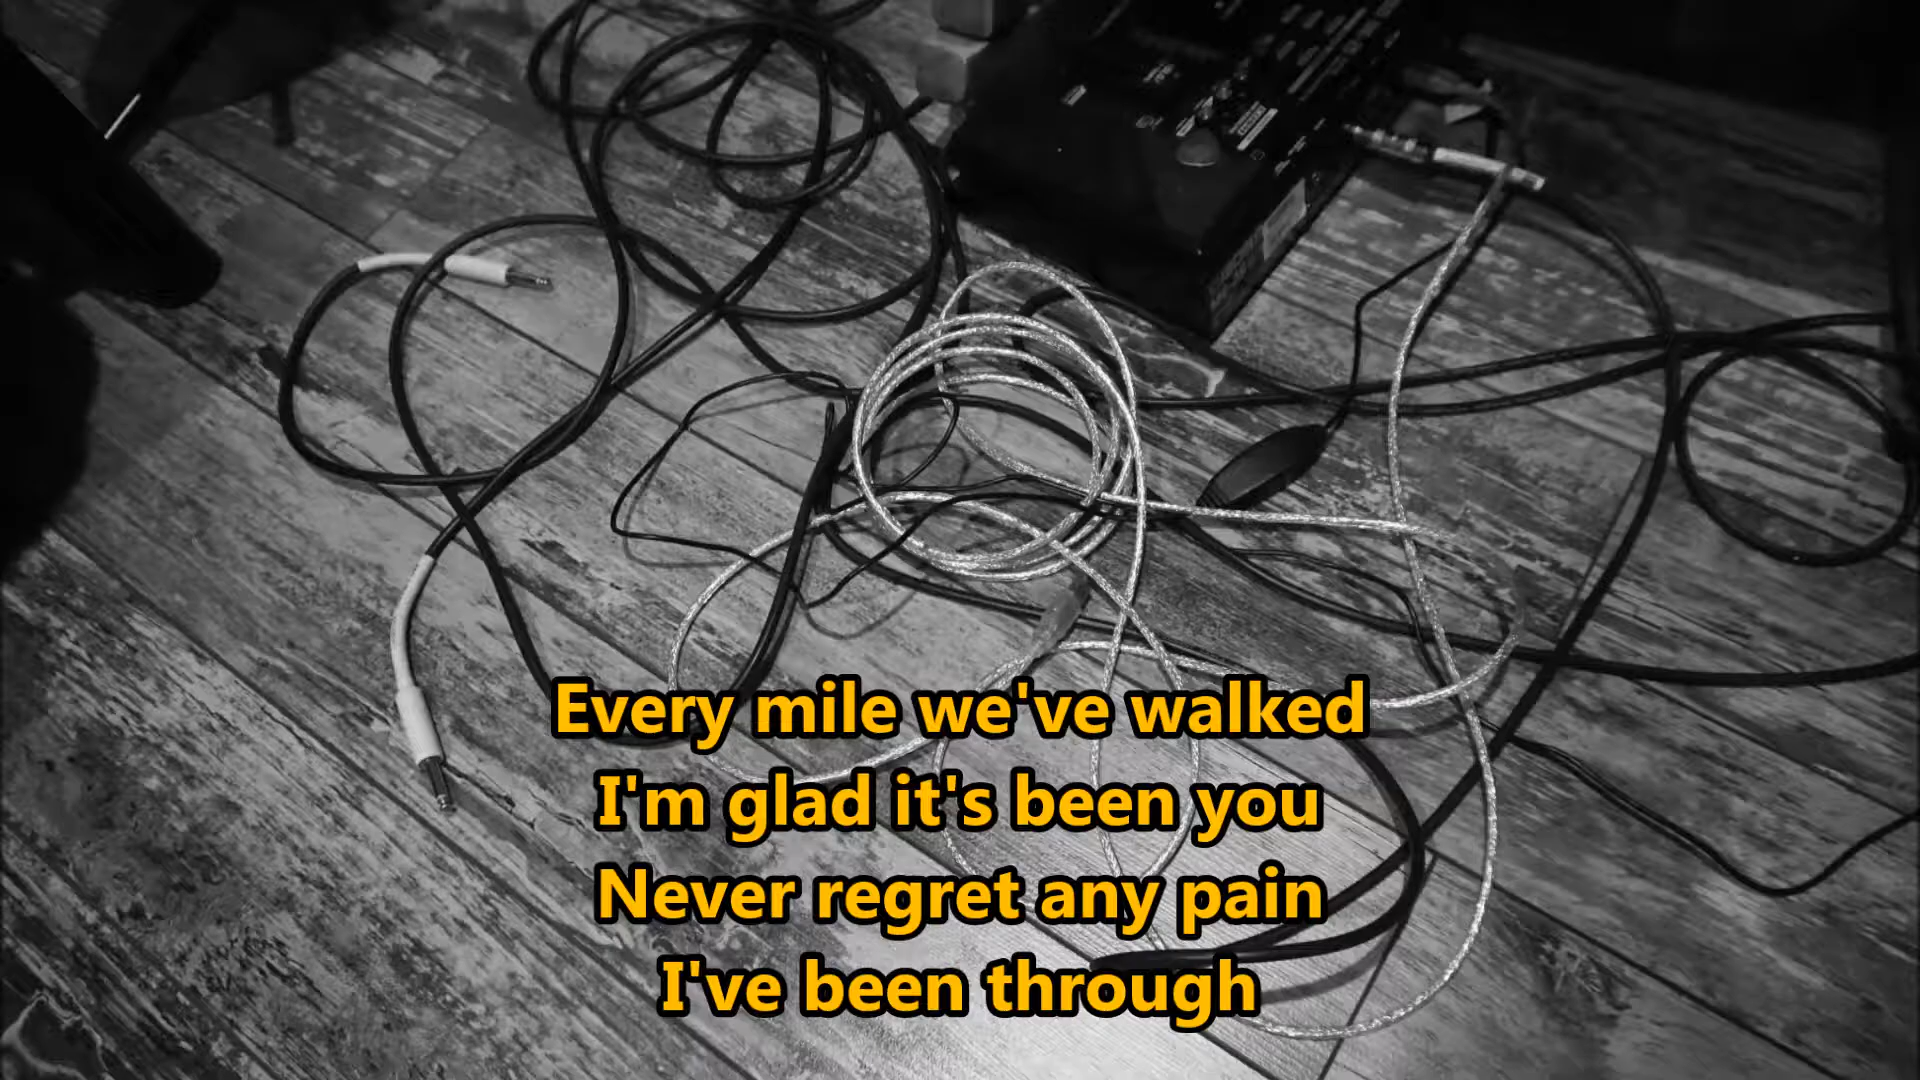 Every mile we've walked
I'm glad it's been you
Never regret any pain
I've been through